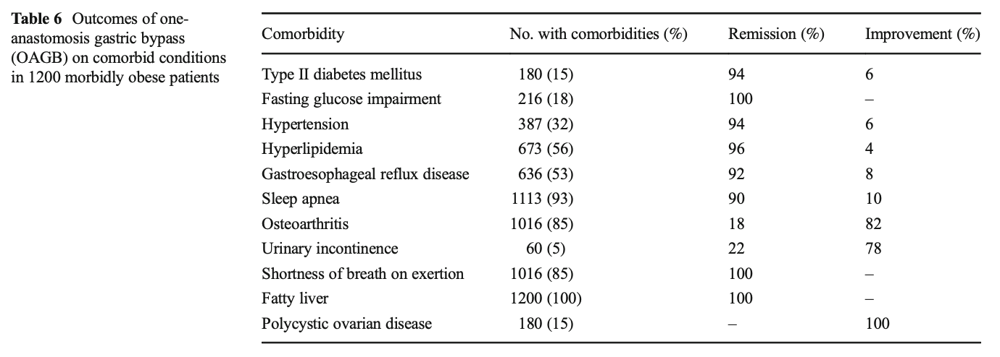 Table 6 Outcomes of one-
anastomosis gastric bypass
(OAGB) on comorbid conditions
in 1200 morbidly obese patients
Comorbidity No. with comorbidities (%) Remission (%) Improvement (%)
Type II diabetes mellitus 180 (15) 94 6
Fasting glucose impairment 216 (18) 100 –
Hypertension 387 (32) 94 6
Hyperlipidemia 673 (56) 96 4
Gastroesophageal reflux disease 636 (53) 92 8
Sleep apnea 1113 (93) 90 10
Osteoarthritis 1016 (85) 18 82
Urinary incontinence 60 (5) 22 78
Shortness of breath on exertion 1016 (85) 100 –
Fatty liver 1200 (100) 100 –
Polycystic ovarian disease 180 (15) – 100